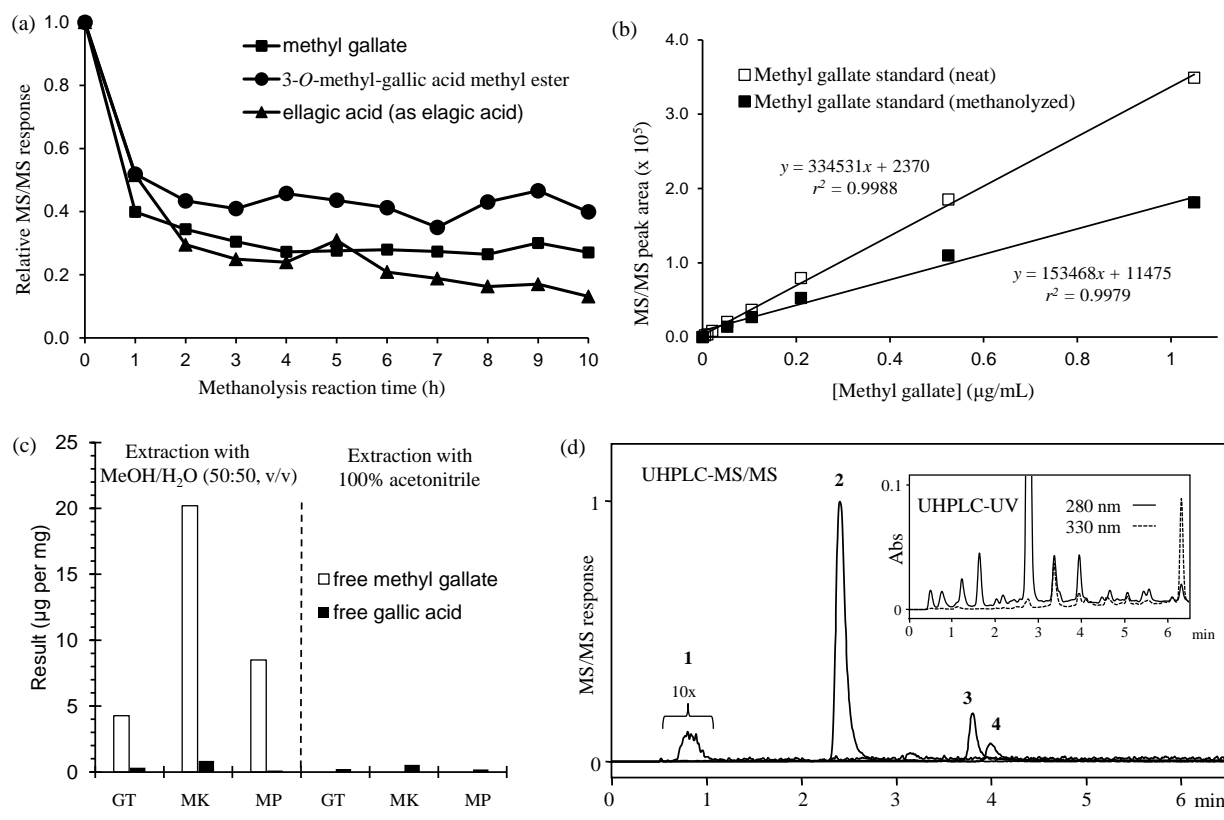 (a)
1.0
0.8
0.6
0.4
0.2
0.0
Relative MS/MS response
methyl gallate
3-O-methyl-gallic acid methyl ester
ellagic acid (as elagic acid)
0 1 2 3 4 5 6 7 8 9 10
Methanolysis reaction time (h)
(b)
4.0
3.0
2.0
1.0
0.0
MS/MS peak area (x 10⁵)
Methyl gallate standard (neat)
Methyl gallate standard (methanolyzed)
y = 334531x + 2370
r² = 0.9988
y = 153468x + 11475
r² = 0.9979
0 0.2 0.4 0.6 0.8 1
[Methyl gallate] (μg/mL)
(c)
25
20
15
10
5
0
Result (μg per mg)
Extraction with
MeOH/H₂O (50:50, v/v)
Extraction with
100% acetonitrile
free methyl gallate
free gallic acid
GT MK MP GT MK MP
(d)
UHPLC-MS/MS
1
0
MS/MS response
1
10x
2
3
4
0 1 2 3 4 5 6 min
0.1
0
Abs
UHPLC-UV
280 nm
330 nm
0 1 2 3 4 5 6 min